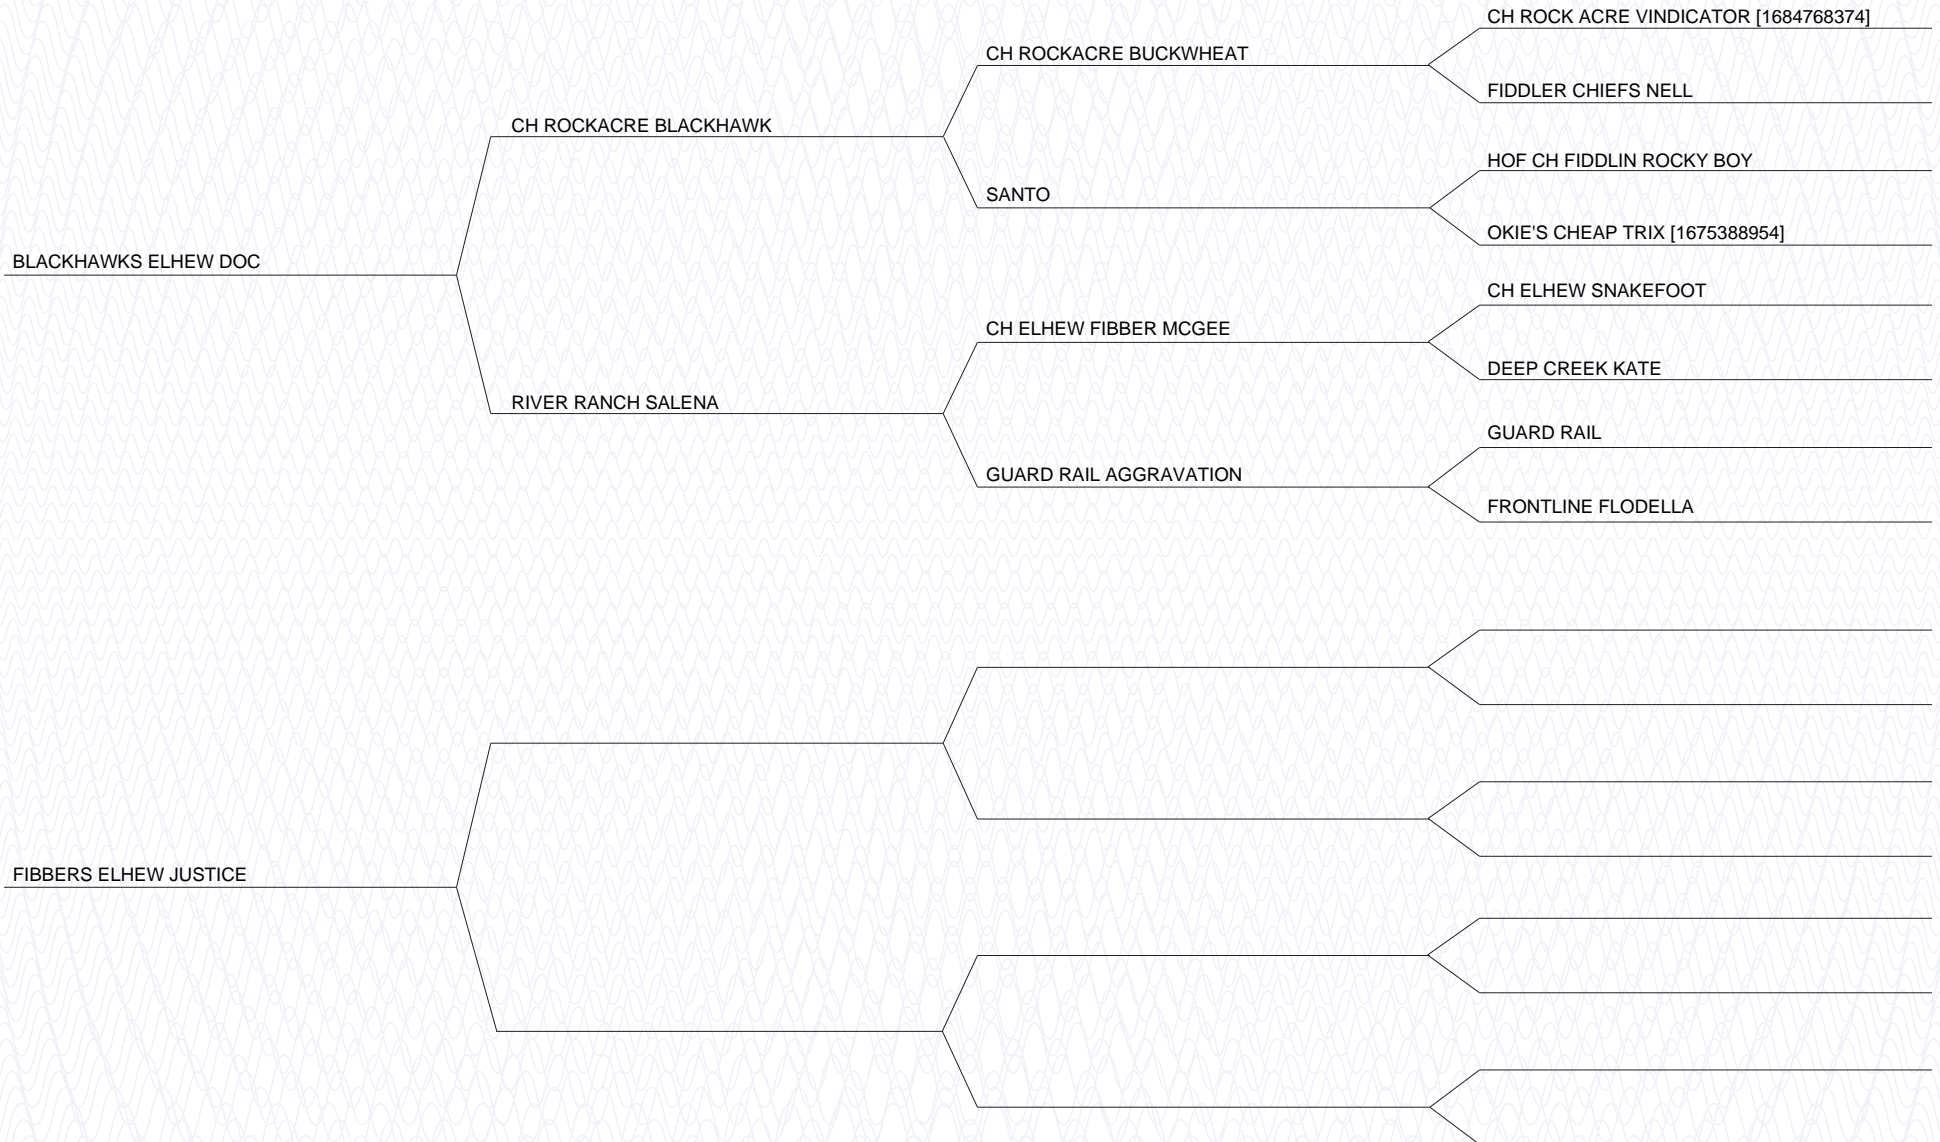 CH ROCK ACRE VINDICATOR [1684768374]
CH ROCKACRE BUCKWHEAT
FIDDLER CHIEFS NELL
CH ROCKACRE BLACKHAWK
HOF CH FIDDLIN ROCKY BOY
SANTO
OKIE'S CHEAP TRIX [1675388954]
BLACKHAWKS ELHEW DOC
CH ELHEW SNAKEFOOT
CH ELHEW FIBBER MCGEE
DEEP CREEK KATE
RIVER RANCH SALENA
GUARD RAIL
GUARD RAIL AGGRAVATION
FRONTLINE FLODELLA
FIBBERS ELHEW JUSTICE